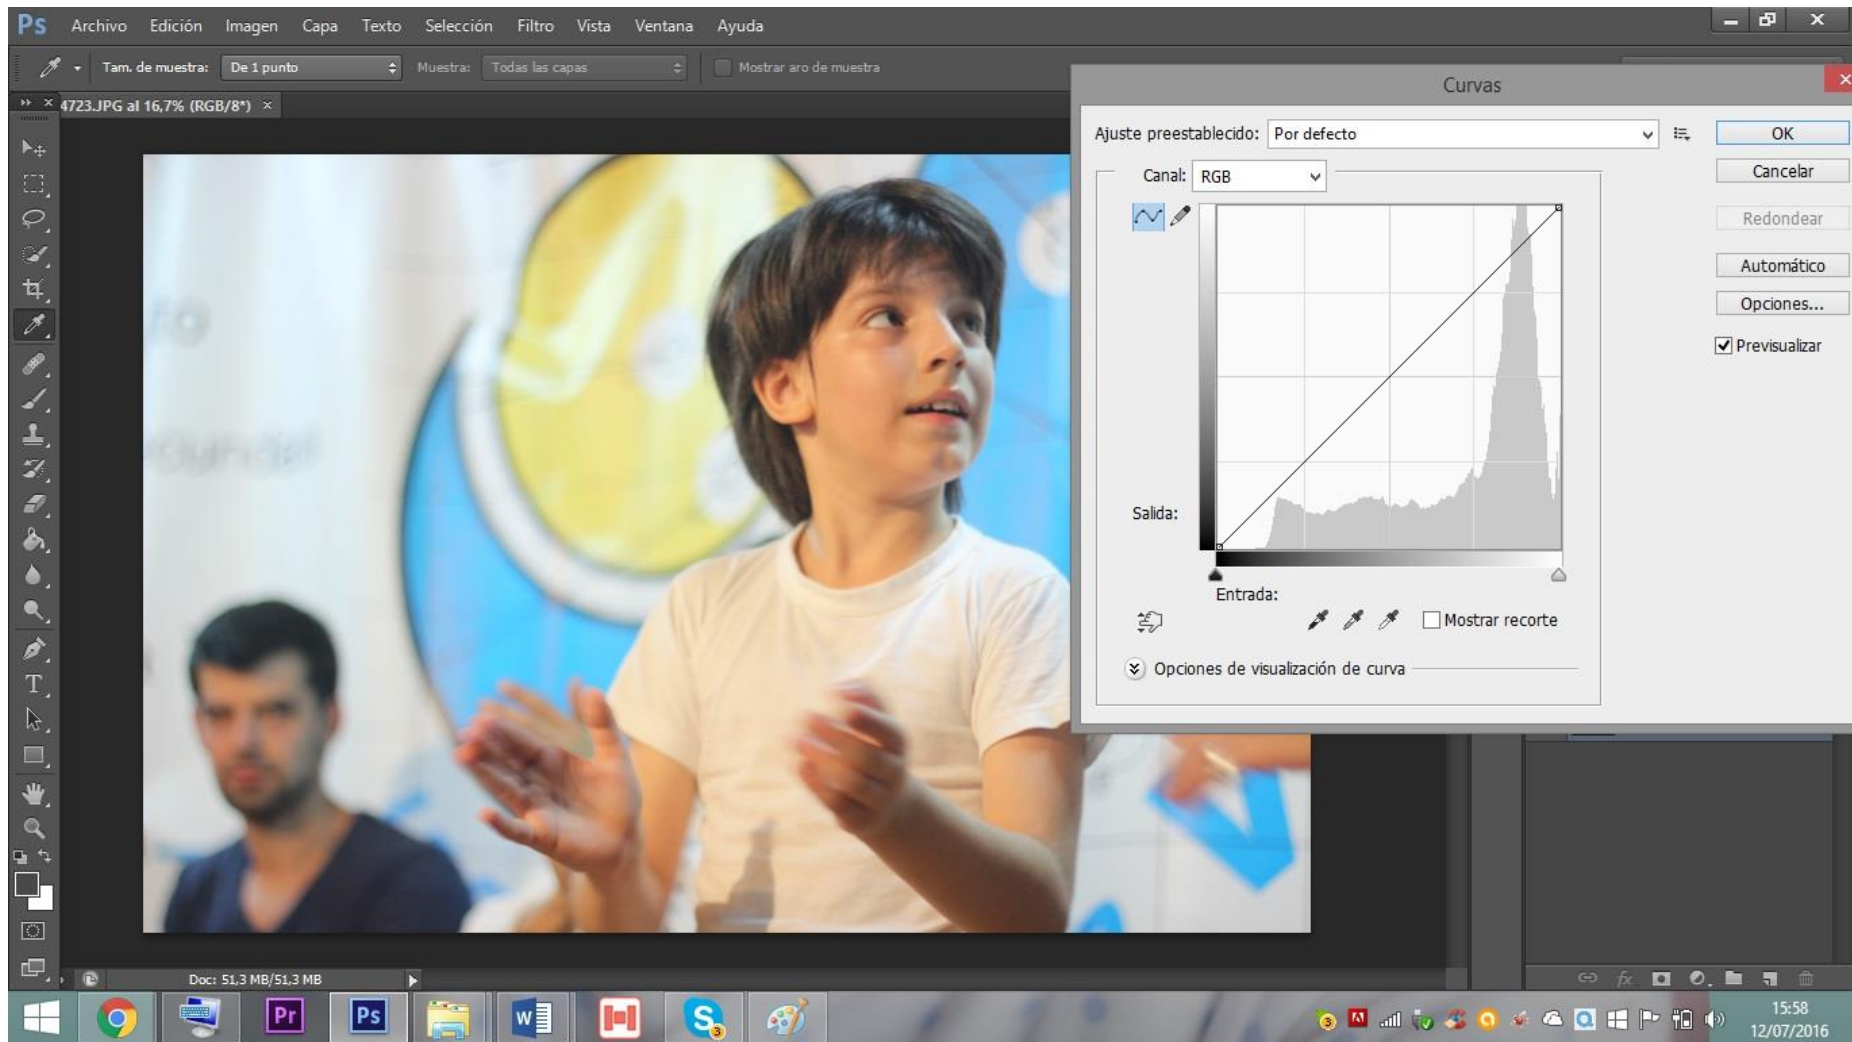 Ps Archivo Edición Imagen Capa Texto Selección Filtro Vista Ventana Ayuda
Tam. de muestra: De 1 punto Muestra: Todas las capas Mostrar aro de muestra
4723.JPG al 16,7% (RGB/8*) ×
Curvas
Ajuste preestablecido: Por defecto
OK
Canal: RGB
Cancelar
Redondear
Automático
Opciones...
Previsualizar
Salida:
Entrada:
Mostrar recorte
Opciones de visualización de curva
T
fx
Doc: 51,3 MB/51,3 MB
Pr Ps W S 3
3
15:58
12/07/2016